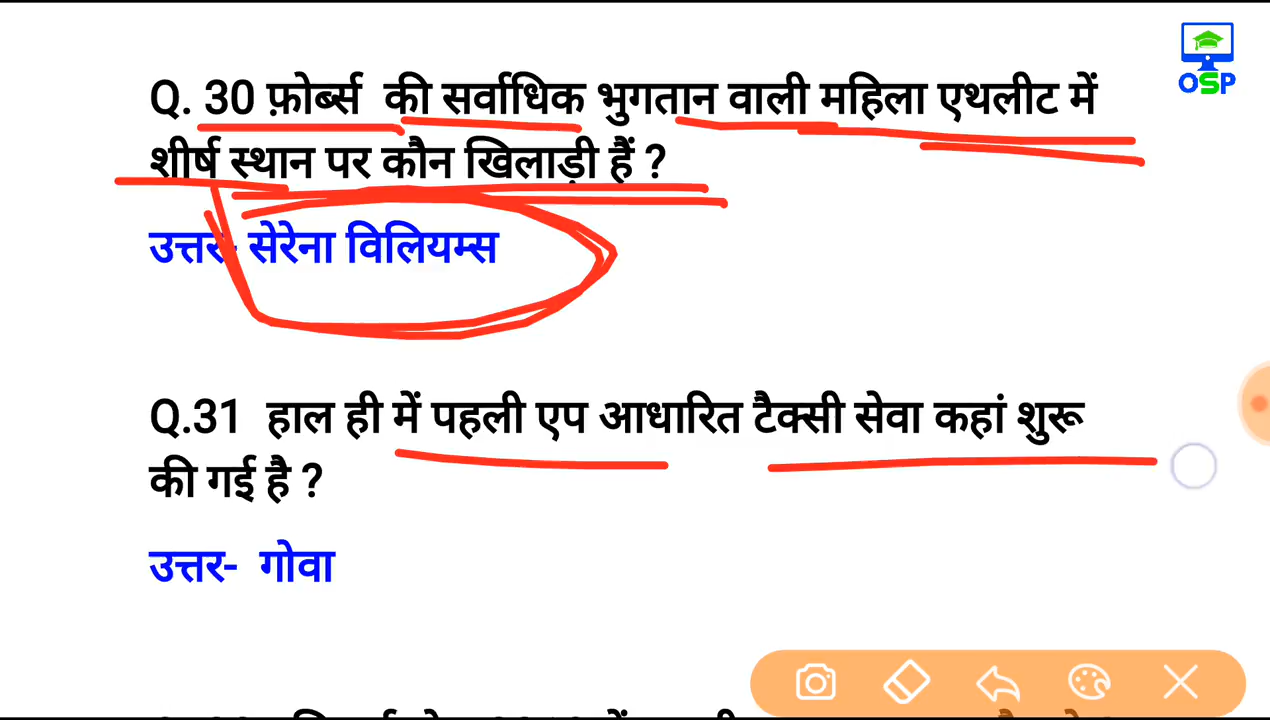 OSP
Q. 30 फ़ोर्ब्स की सर्वाधिक भुगतान वाली महिला एथलीट में
शीर्ष स्थान पर कौन खिलाड़ी हैं ?
उत्तर- सेरेना विलियम्स
Q.31 हाल ही में पहली एप आधारित टैक्सी सेवा कहां शुरू
की गई है ?
उत्तर- गोवा